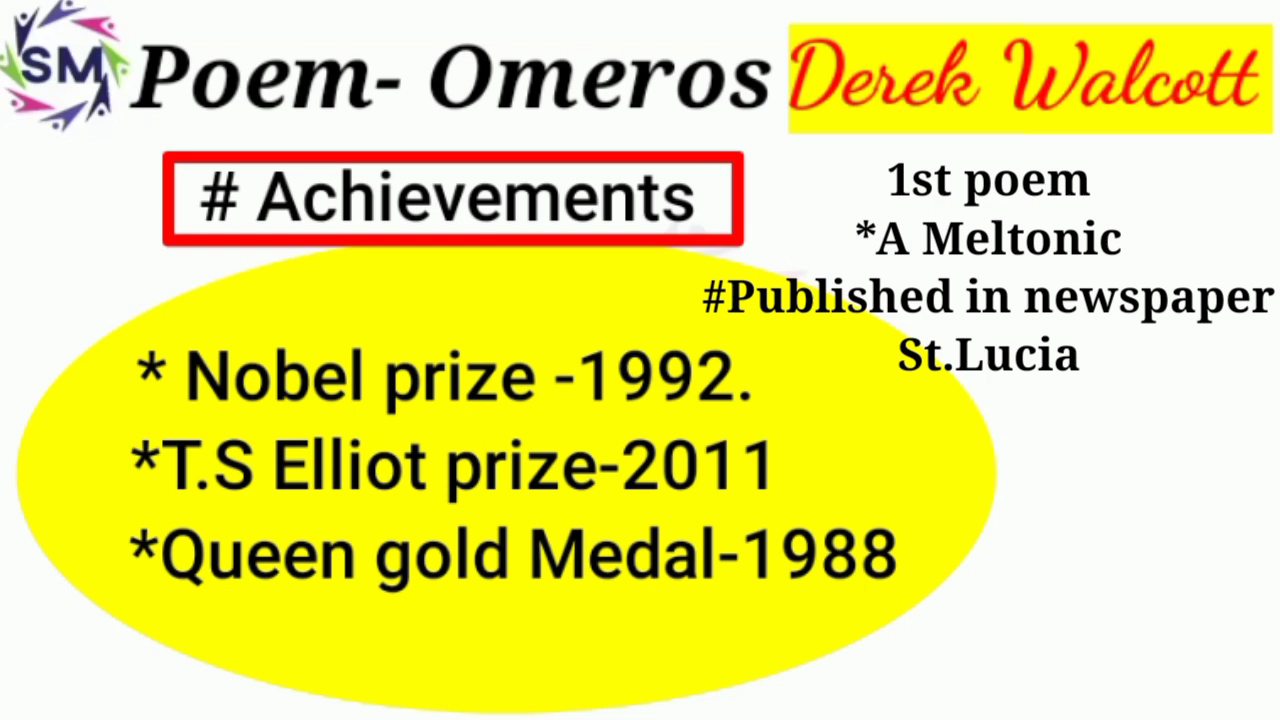 SM
Poem- Omeros
Derek Walcott
# Achievements
1st poem
*A Meltonic
#Published in newspaper
St.Lucia
* Nobel prize -1992.
*T.S Elliot prize-2011
*Queen gold Medal-1988